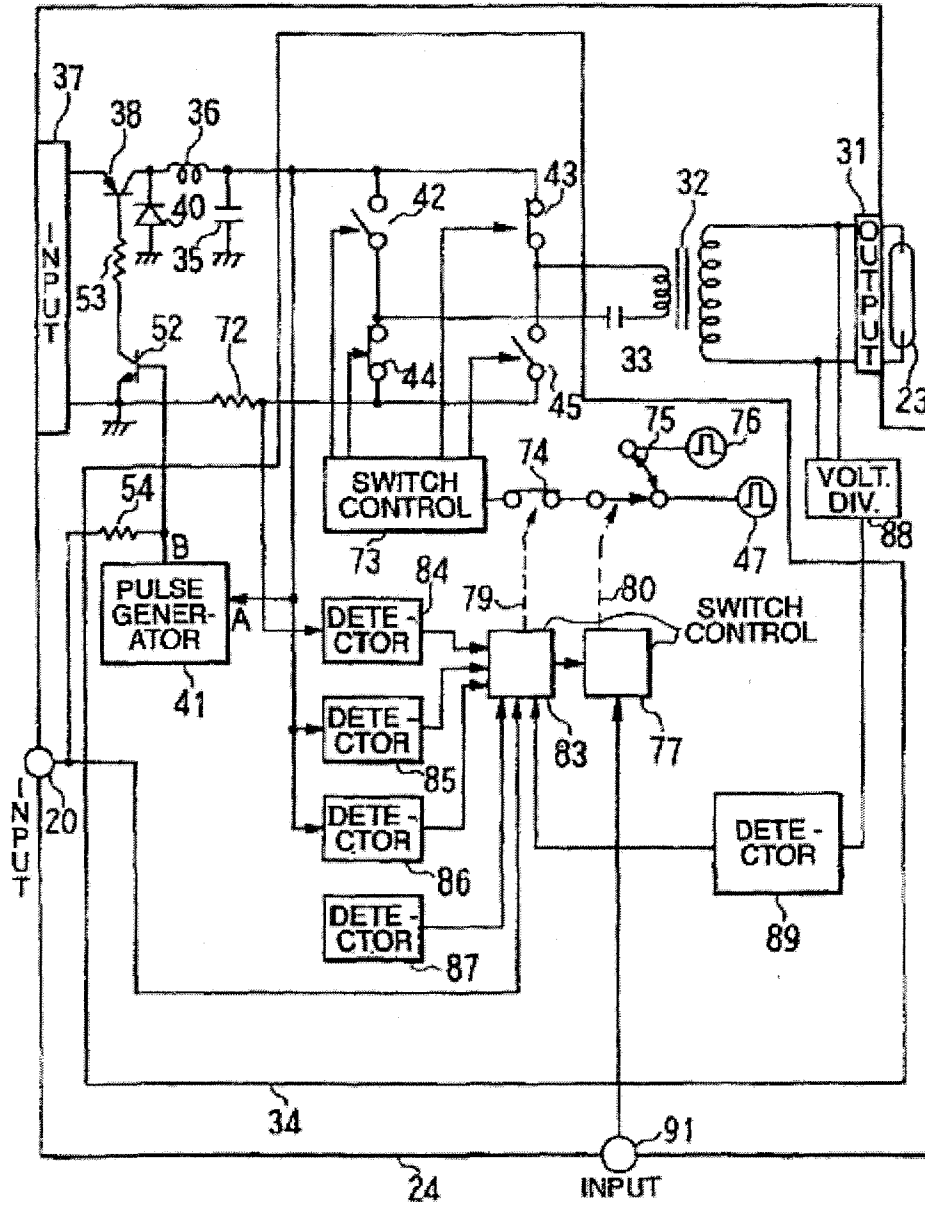 37
38
36
40
35
53
52
72
42
43
44
45
32
33
31
23
INPUT
OUTPUT
SWITCH
CONTROL
73
74
75
76
47
VOLT.
DIV.
88
54
B
A
PULSE
GENER-
ATOR
41
84
DETE-
CTOR
79
80
SWITCH
CONTROL
83
77
DETE-
CTOR
85
DETE-
CTOR
86
DETE-
CTOR
87
DETE-
CTOR
89
20
INPUT
34
24
91
INPUT